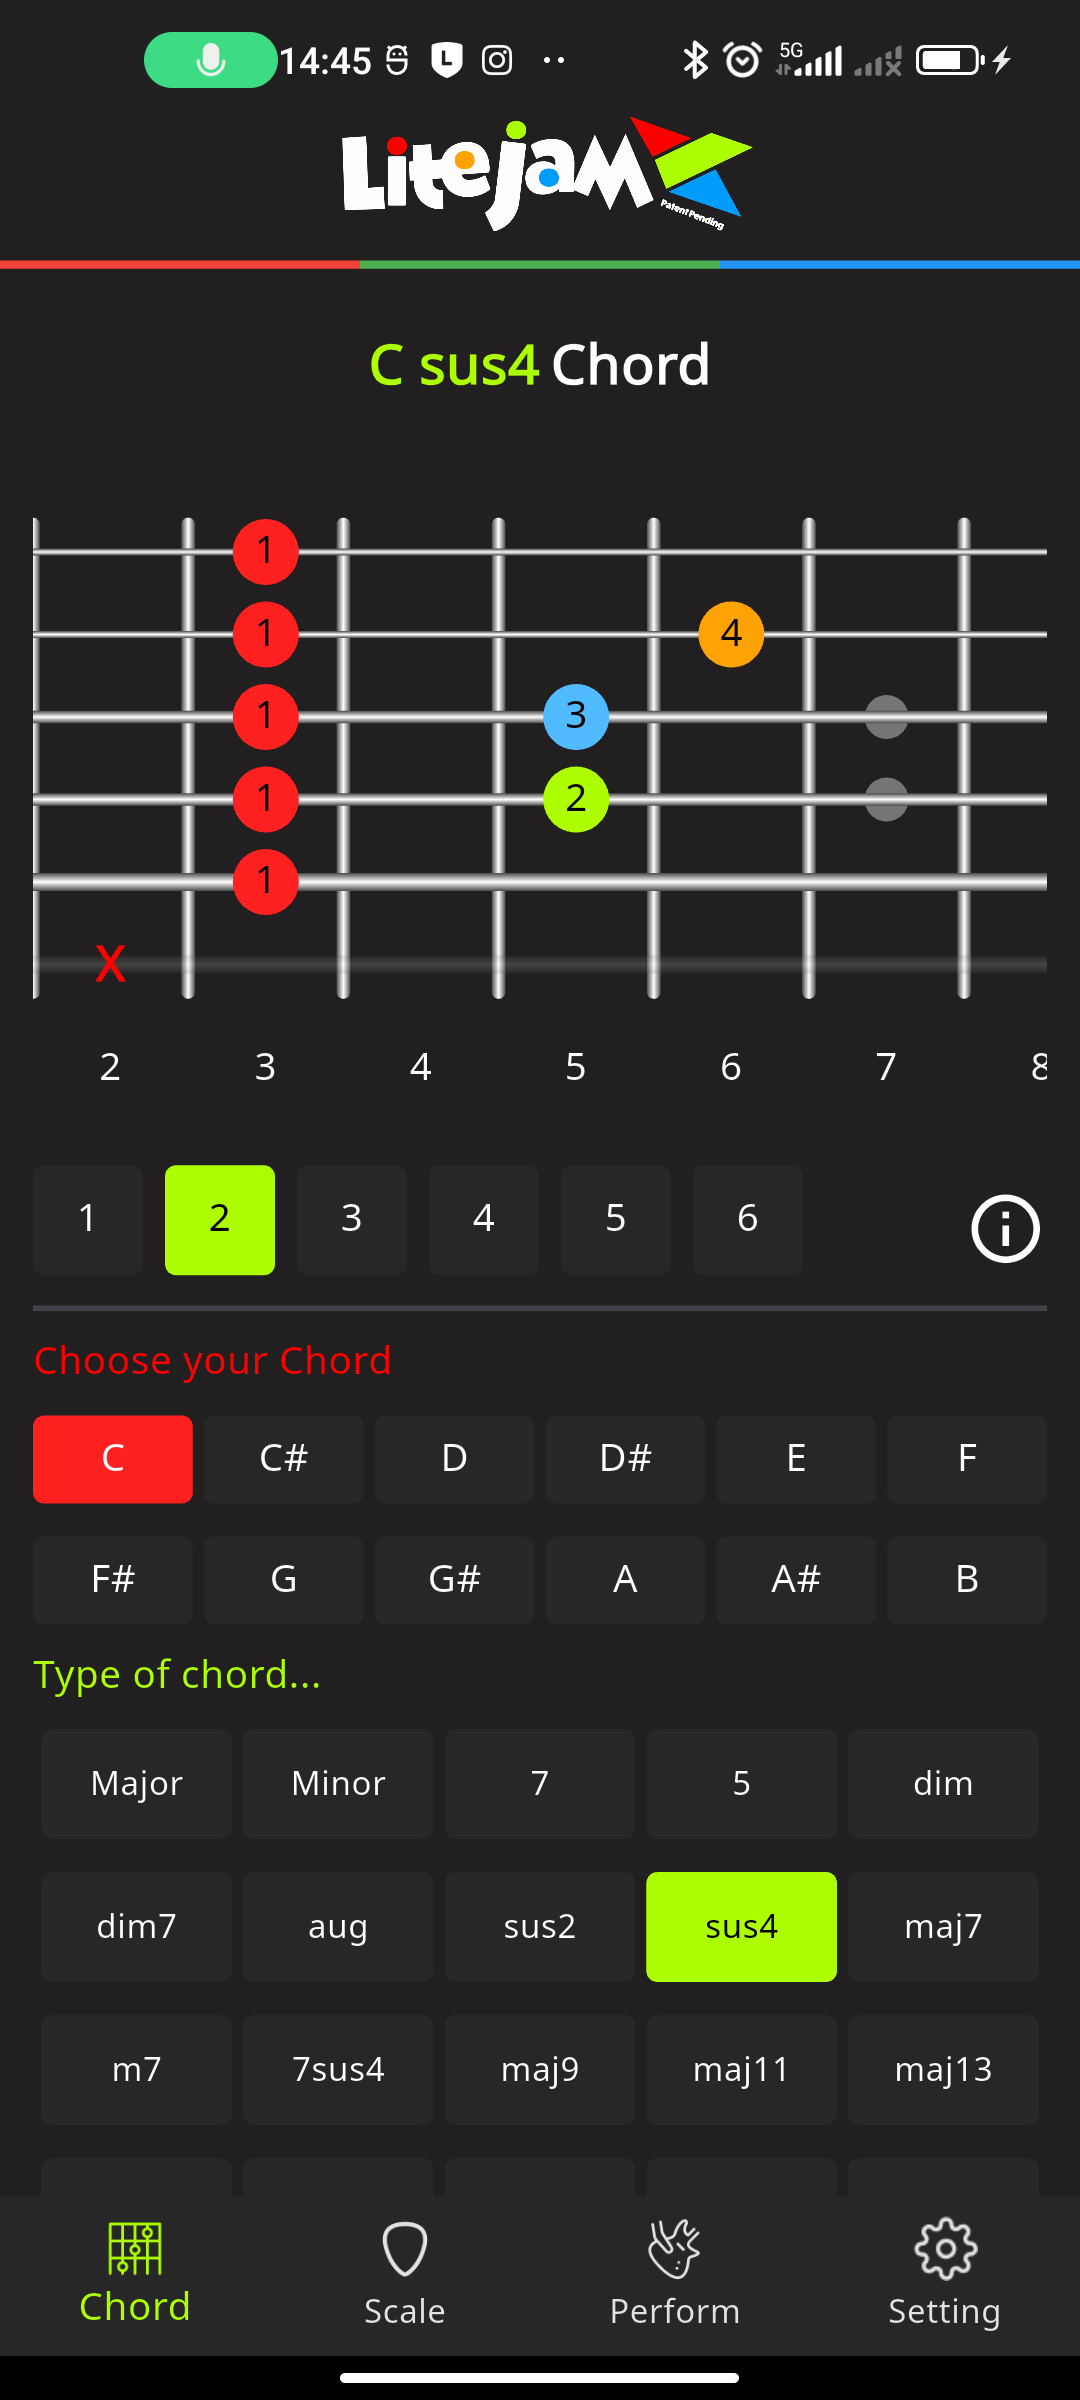 14:45 5G
LitejaM
Patent Pending
C sus4 Chord
1
1 4
1 3
1 2
1
X
2 3 4 5 6 7 8
1 2 3 4 5 6
Choose your Chord
C C# D D# E F
F# G G# A A# B
Type of chord...
Major Minor 7 5 dim
dim7 aug sus2 sus4 maj7
m7 7sus4 maj9 maj11 maj13
Chord Scale Perform Setting